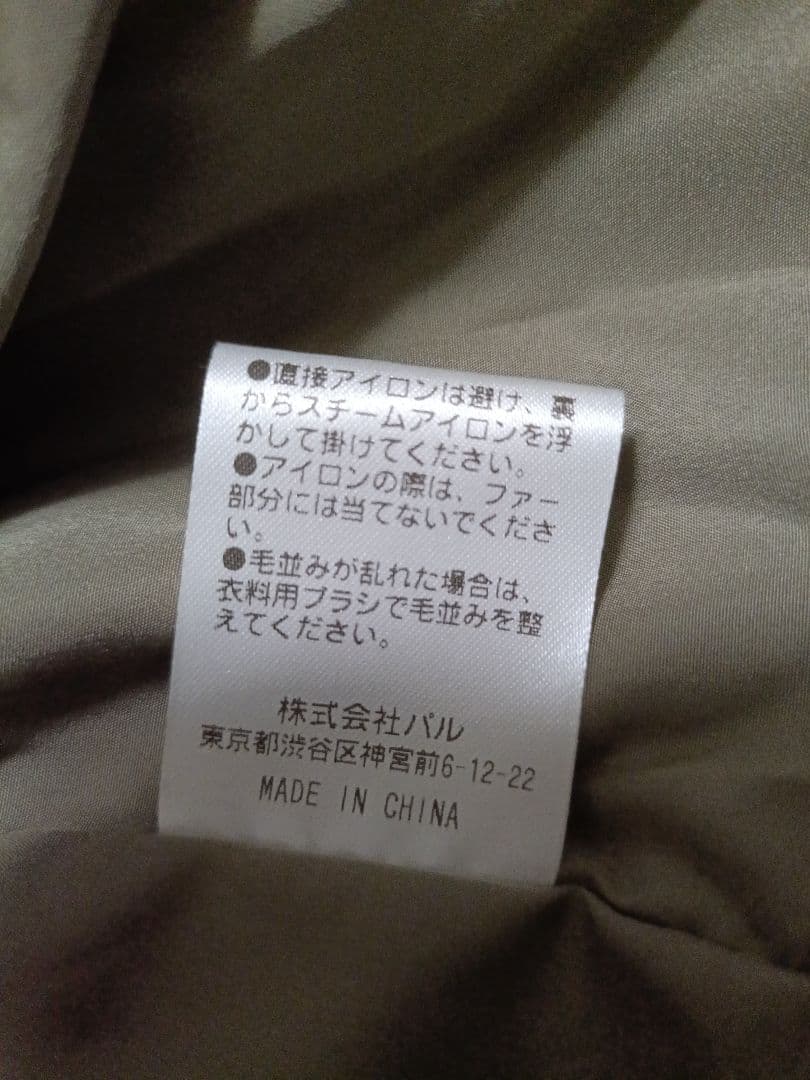 ●直接アイロンは避け、裏
からスチームアイロンを浮
かして掛けてください。
●アイロンの際は、ファー
部分には当てないでくださ
い。
●毛並みが乱れた場合は、
衣料用ブラシで毛並みを整
えてください。
株式会社パル
東京都渋谷区神宮前6-12-22
MADE IN CHINA